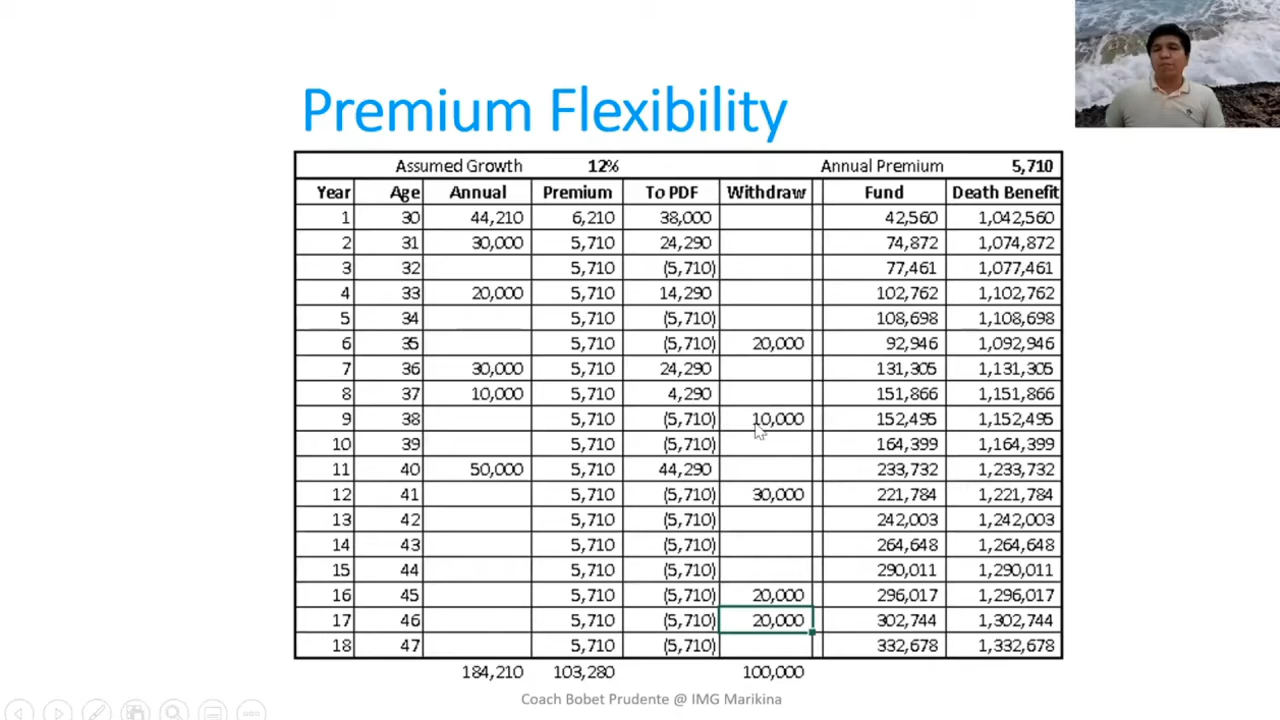 Premium Flexibility
Assumed Growth 12% Annual Premium 5,710
Year Age Annual Premium To PDF Withdraw Fund Death Benefit
1 30 44,210 6,210 38,000 42,560 1,042,560
2 31 30,000 5,710 24,290 74,872 1,074,872
3 32 5,710 (5,710) 77,461 1,077,461
4 33 20,000 5,710 14,290 102,762 1,102,762
5 34 5,710 (5,710) 108,698 1,108,698
6 35 5,710 (5,710) 20,000 92,946 1,092,946
7 36 30,000 5,710 24,290 131,305 1,131,305
8 37 10,000 5,710 4,290 151,866 1,151,866
9 38 5,710 (5,710) 10,000 152,495 1,152,495
10 39 5,710 (5,710) 164,399 1,164,399
11 40 50,000 5,710 44,290 233,732 1,233,732
12 41 5,710 (5,710) 30,000 221,784 1,221,784
13 42 5,710 (5,710) 242,003 1,242,003
14 43 5,710 (5,710) 264,648 1,264,648
15 44 5,710 (5,710) 290,011 1,290,011
16 45 5,710 (5,710) 20,000 296,017 1,296,017
17 46 5,710 (5,710) 20,000 302,744 1,302,744
18 47 5,710 (5,710) 332,678 1,332,678
184,210 103,280 100,000
Coach Bobet Prudente @ IMG Marikina